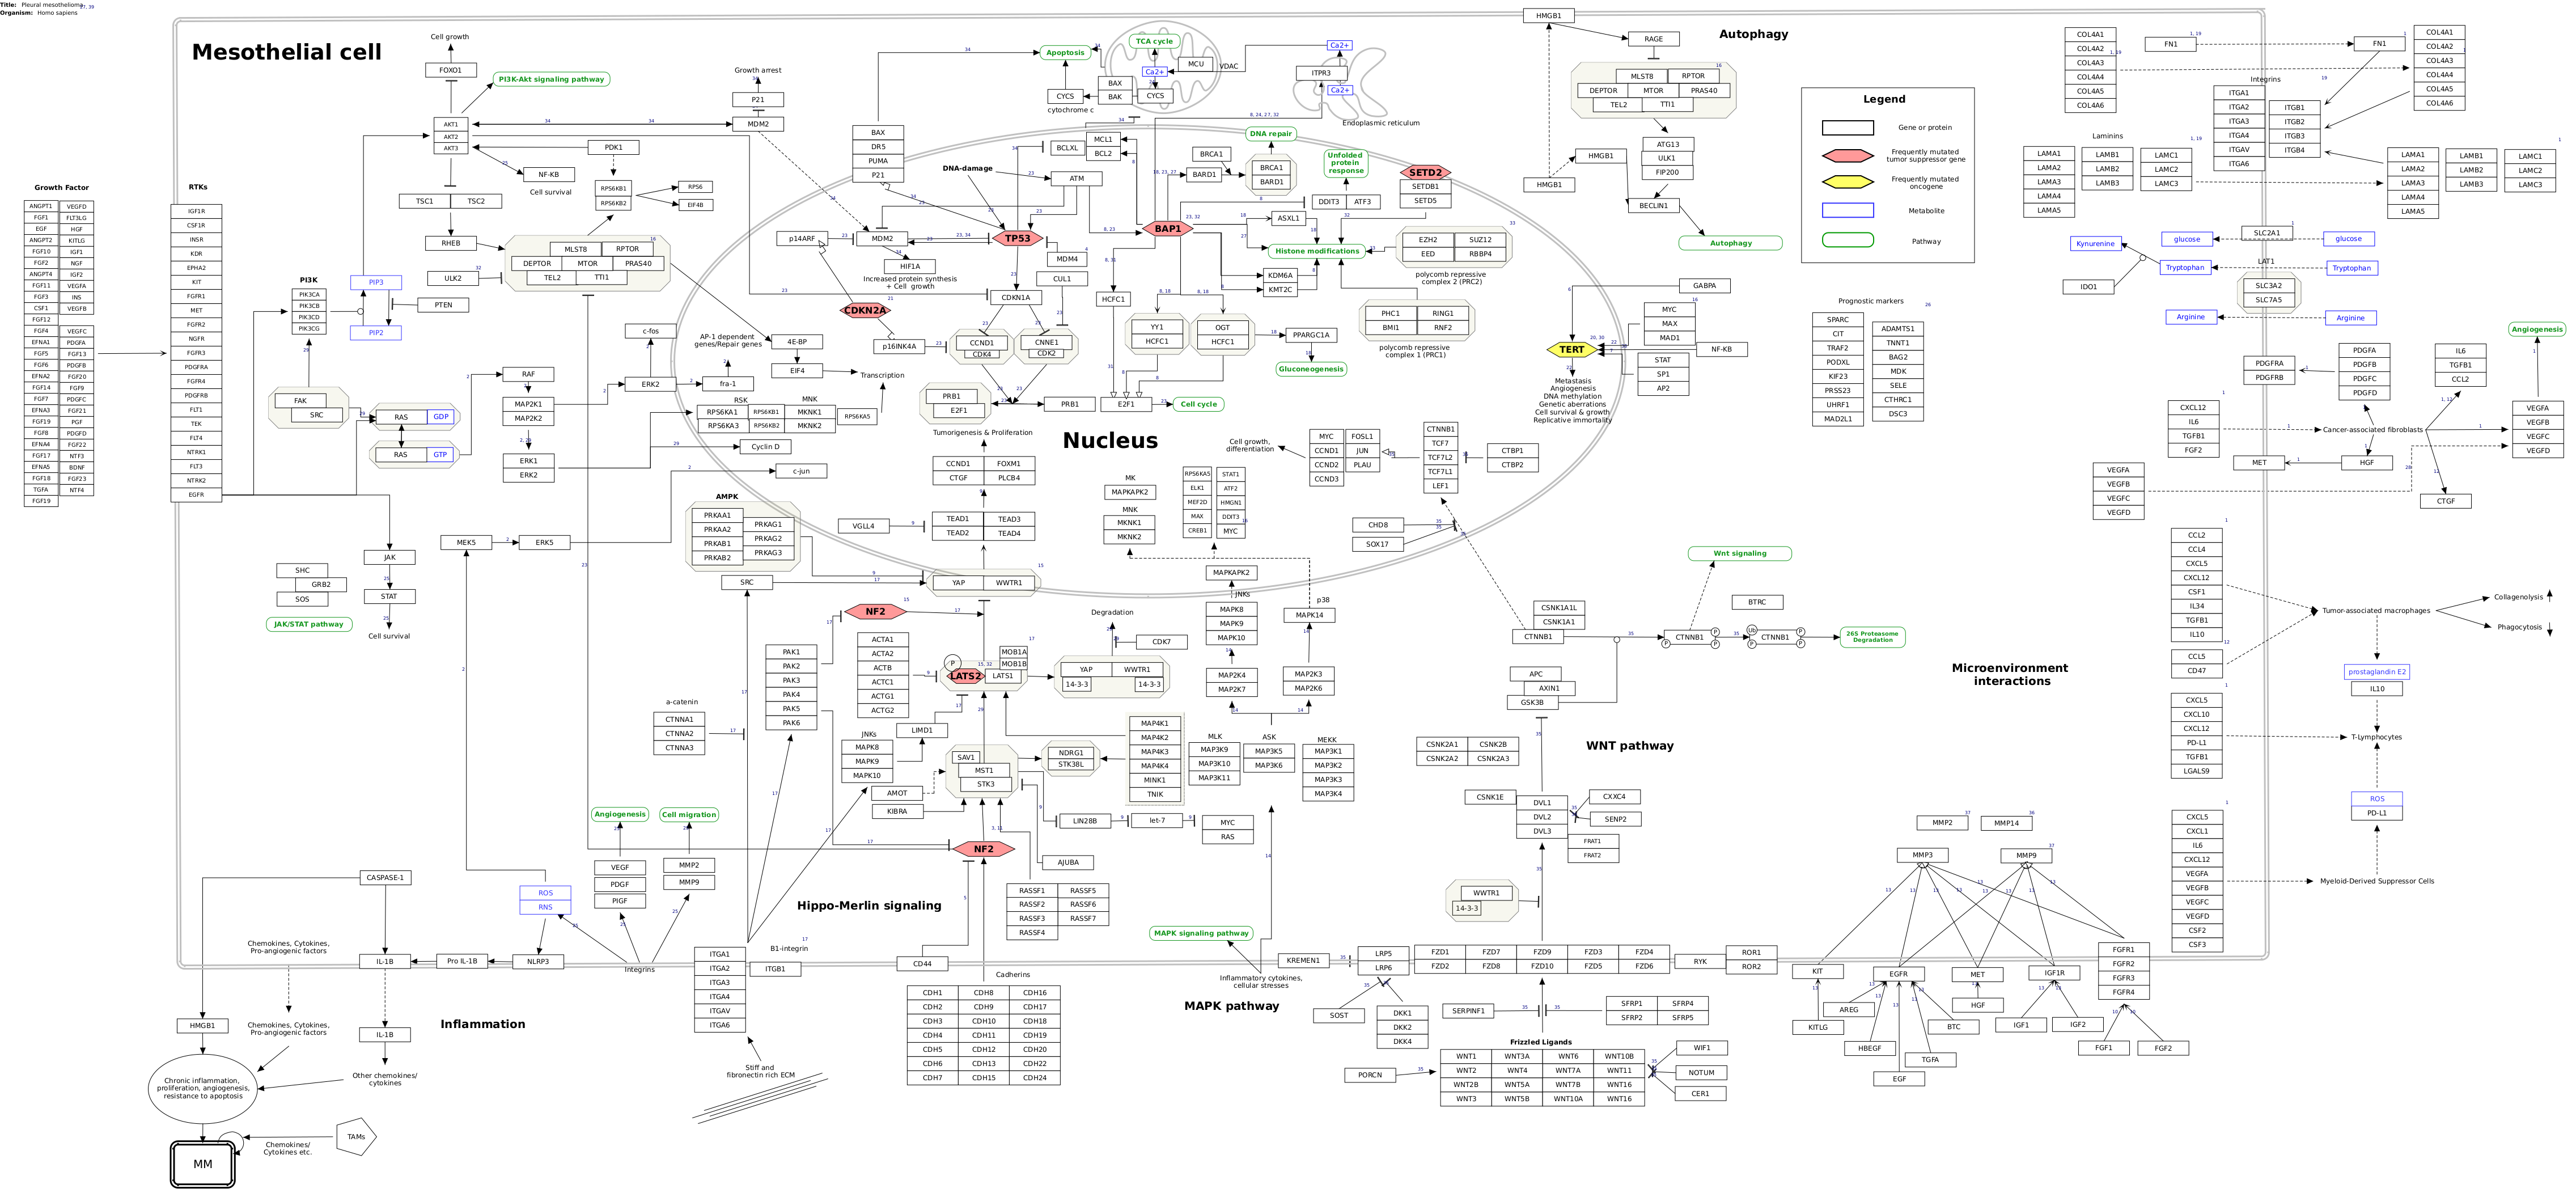 Title: Pleural mesothelioma
Organism: Homo sapiens
27, 39
Mesothelial cell
Cell growth
FOXO1
PI3K-Akt signaling pathway
AKT1
AKT2
AKT3
PDK1
NF-KB
Cell survival
TSC1
TSC2
RHEB
ULK2
RPS6KB1
RPS6KB2
RPS6
EIF4B
MLST8
RPTOR
DEPTOR
MTOR
PRAS40
TEL2
TTI1
Growth arrest
P21
MDM2
Growth Factor
ANGPT1
FGF1
EGF
ANGPT2
FGF10
FGF2
ANGPT4
FGF11
FGF3
CSF1
FGF12
FGF4
EFNA1
FGF5
FGF6
EFNA2
FGF14
FGF7
EFNA3
FGF19
FGF8
EFNA4
FGF17
EFNA5
FGF18
TGFA
FGF19
VEGFD
FLT3LG
HGF
KITLG
IGF1
NGF
IGF2
VEGFA
INS
VEGFB
VEGFC
PDGFA
FGF13
PDGFB
FGF20
FGF9
PDGFC
FGF21
PGF
PDGFD
FGF22
NTF3
BDNF
FGF23
NTF4
RTKs
IGF1R
CSF1R
INSR
KDR
EPHA2
KIT
FGFR1
MET
FGFR2
NGFR
FGFR3
PDGFRA
FGFR4
PDGFRB
FLT1
TEK
FLT4
NTRK1
FLT3
NTRK2
EGFR
PI3K
PIK3CA
PIK3CB
PIK3CD
PIK3CG
PIP3
PIP2
PTEN
FAK
SRC
RAS
GDP
RAS
GTP
RAF
MAP2K1
MAP2K2
ERK1
ERK2
MEK5
ERK5
JAK
STAT
Cell survival
SHC
GRB2
SOS
JAK/STAT pathway
c-fos
ERK2
fra-1
AP-1 dependent
genes/Repair genes
4E-BP
EIF4
Transcription
RSK
MNK
RPS6KA1
RPS6KB1
MKNK1
RPS6KA3
RPS6KB2
MKNK2
RPS6KA5
Cyclin D
c-jun
AMPK
PRKAA1
PRKAA2
PRKAB1
PRKAB2
PRKAG1
PRKAG2
PRKAG3
SRC
Apoptosis
TCA cycle
Ca2+
MCU
VDAC
BAX
BAK
CYCS
CYCS
cytochrome c
Ca2+
ITPR3
Ca2+
Endoplasmic reticulum
BAX
DR5
PUMA
P21
DNA-damage
BCLXL
MCL1
BCL2
ATM
p14ARF
MDM2
HIF1A
Increased protein synthesis
+ Cell growth
TP53
MDM4
CUL1
CDKN1A
CDKN2A
p16INK4A
CCND1
CDK4
CNNE1
CDK2
PRB1
E2F1
PRB1
E2F1
Cell cycle
DNA repair
BRCA1
BARD1
BRCA1
BARD1
Unfolded
protein
response
DDIT3
ATF3
SETD2
SETDB1
SETD5
BAP1
ASXL1
Histone modifications
KDM6A
KMT2C
HCFC1
YY1
HCFC1
OGT
HCFC1
PPARGC1A
Gluconeogenesis
EZH2
SUZ12
EED
RBBP4
polycomb repressive
complex 2 (PRC2)
PHC1
RING1
BMI1
RNF2
polycomb repressive
complex 1 (PRC1)
Nucleus
Tumorigenesis & Proliferation
CCND1
FOXM1
CTGF
PLCB4
VGLL4
TEAD1
TEAD3
TEAD2
TEAD4
YAP
WWTR1
MK
MAPKAPK2
MNK
MKNK1
MKNK2
RPS6KA5
ELK1
MEF2D
MAX
CREB1
STAT1
ATF2
HMGN1
DDIT3
MYC
Cell growth,
differentiation
MYC
CCND1
CCND2
CCND3
FOSL1
JUN
PLAU
CTNNB1
TCF7
TCF7L2
TCF7L1
LEF1
CTBP1
CTBP2
CHD8
SOX17
TERT
GABPA
MYC
MAX
MAD1
NF-KB
STAT
SP1
AP2
Metastasis
Angiogenesis
DNA methylation
Genetic aberrations
Cell survival & growth
Replicative immortality
HMGB1
Autophagy
RAGE
MLST8
RPTOR
DEPTOR
MTOR
PRAS40
TEL2
TTI1
HMGB1
HMGB1
ATG13
ULK1
FIP200
BECLIN1
Autophagy
Legend
Gene or protein
Frequently mutated
tumor suppressor gene
Frequently mutated
oncogene
Metabolite
Pathway
Prognostic markers
SPARC
CIT
TRAF2
PODXL
KIF23
PRSS23
UHRF1
MAD2L1
ADAMTS1
TNNT1
BAG2
MDK
SELE
CTHRC1
DSC3
COL4A1
COL4A2
COL4A3
COL4A4
COL4A5
COL4A6
FN1
FN1
COL4A1
COL4A2
COL4A3
COL4A4
COL4A5
COL4A6
Integrins
ITGA1
ITGA2
ITGA3
ITGA4
ITGAV
ITGA6
ITGB1
ITGB2
ITGB3
ITGB4
Laminins
LAMA1
LAMA2
LAMA3
LAMA4
LAMA5
LAMB1
LAMB2
LAMB3
LAMC1
LAMC2
LAMC3
LAMA1
LAMA2
LAMA3
LAMA4
LAMA5
LAMB1
LAMB2
LAMB3
LAMC1
LAMC2
LAMC3
Kynurenine
glucose
SLC2A1
glucose
LAT1
Tryptophan
Tryptophan
IDO1
SLC3A2
SLC7A5
Arginine
Arginine
Angiogenesis
PDGFRA
PDGFRB
PDGFA
PDGFB
PDGFC
PDGFD
IL6
TGFB1
CCL2
CXCL12
IL6
TGFB1
FGF2
Cancer-associated fibroblasts
VEGFA
VEGFB
VEGFC
VEGFD
MET
HGF
CTGF
VEGFA
VEGFB
VEGFC
VEGFD
CCL2
CCL4
CXCL5
CXCL12
CSF1
IL34
TGFB1
IL10
CCL5
CD47
Tumor-associated macrophages
Collagenolysis
Phagocytosis
prostaglandin E2
IL10
CXCL5
CXCL10
CXCL12
PD-L1
TGFB1
LGALS9
T-Lymphocytes
ROS
PD-L1
CXCL5
CXCL1
IL6
CXCL12
VEGFA
VEGFB
VEGFC
VEGFD
CSF2
CSF3
Myeloid-Derived Suppressor Cells
Microenvironment
interactions
Wnt signaling
BTRC
CSNK1A1L
CSNK1A1
CTNNB1
CTNNB1
CTNNB1
P
P
P
Ub
P
P
26S Proteasome
Degradation
APC
AXIN1
GSK3B
WNT pathway
CSNK2A1
CSNK2B
CSNK2A2
CSNK2A3
CSNK1E
DVL1
DVL2
DVL3
CXXC4
SENP2
FRAT1
FRAT2
WWTR1
14-3-3
NF2
PAK1
PAK2
PAK3
PAK4
PAK5
PAK6
ACTA1
ACTA2
ACTB
ACTC1
ACTG1
ACTG2
P
LATS2
LATS1
MOB1A
MOB1B
Degradation
CDK7
YAP
WWTR1
14-3-3
14-3-3
a-catenin
CTNNA1
CTNNA2
CTNNA3
JNKs
MAPK8
MAPK9
MAPK10
LIMD1
SAV1
MST1
STK3
AMOT
KIBRA
NDRG1
STK38L
MAP4K1
MAP4K2
MAP4K3
MAP4K4
MINK1
TNIK
LIN28B
let-7
MYC
RAS
NF2
AJUBA
RASSF1
RASSF2
RASSF3
RASSF4
RASSF5
RASSF6
RASSF7
Hippo-Merlin signaling
MAPKAPK2
JNKs
MAPK8
MAPK9
MAPK10
p38
MAPK14
MAP2K4
MAP2K7
MAP2K3
MAP2K6
MLK
MAP3K9
MAP3K10
MAP3K11
ASK
MAP3K5
MAP3K6
MEKK
MAP3K1
MAP3K2
MAP3K3
MAP3K4
MAPK signaling pathway
Inflammatory cytokines,
cellular stresses
MAPK pathway
Angiogenesis
Cell migration
VEGF
PDGF
PIGF
MMP2
MMP9
ROS
RNS
CASPASE-1
Chemokines, Cytokines,
Pro-angiogenic factors
IL-1B
Pro IL-1B
NLRP3
Integrins
Chemokines, Cytokines,
Pro-angiogenic factors
IL-1B
HMGB1
Inflammation
Other chemokines/
cytokines
Chronic inflammation,
proliferation, angiogenesis,
resistance to apoptosis
MM
TAMs
Chemokines/
Cytokines etc.
ITGA1
ITGA2
ITGA3
ITGA4
ITGAV
ITGA6
B1-integrin
ITGB1
Stiff and
fibronectin rich ECM
CD44
Cadherins
CDH1
CDH8
CDH16
CDH2
CDH9
CDH17
CDH3
CDH10
CDH18
CDH4
CDH11
CDH19
CDH5
CDH12
CDH20
CDH6
CDH13
CDH22
CDH7
CDH15
CDH24
KREMEN1
LRP5
LRP6
SOST
DKK1
DKK2
DKK4
FZD1
FZD7
FZD9
FZD3
FZD4
FZD2
FZD8
FZD10
FZD5
FZD6
RYK
ROR1
ROR2
SERPINF1
SFRP1
SFRP4
SFRP2
SFRP5
Frizzled Ligands
WNT1
WNT3A
WNT6
WNT10B
WNT2
WNT4
WNT7A
WNT11
WNT2B
WNT5A
WNT7B
WNT16
WNT3
WNT5B
WNT10A
WNT16
PORCN
WIF1
NOTUM
CER1
MMP2
MMP14
MMP3
MMP9
KIT
EGFR
MET
IGF1R
FGFR1
FGFR2
FGFR3
FGFR4
KITLG
AREG
HBEGF
EGF
TGFA
BTC
HGF
IGF1
IGF2
FGF1
FGF2